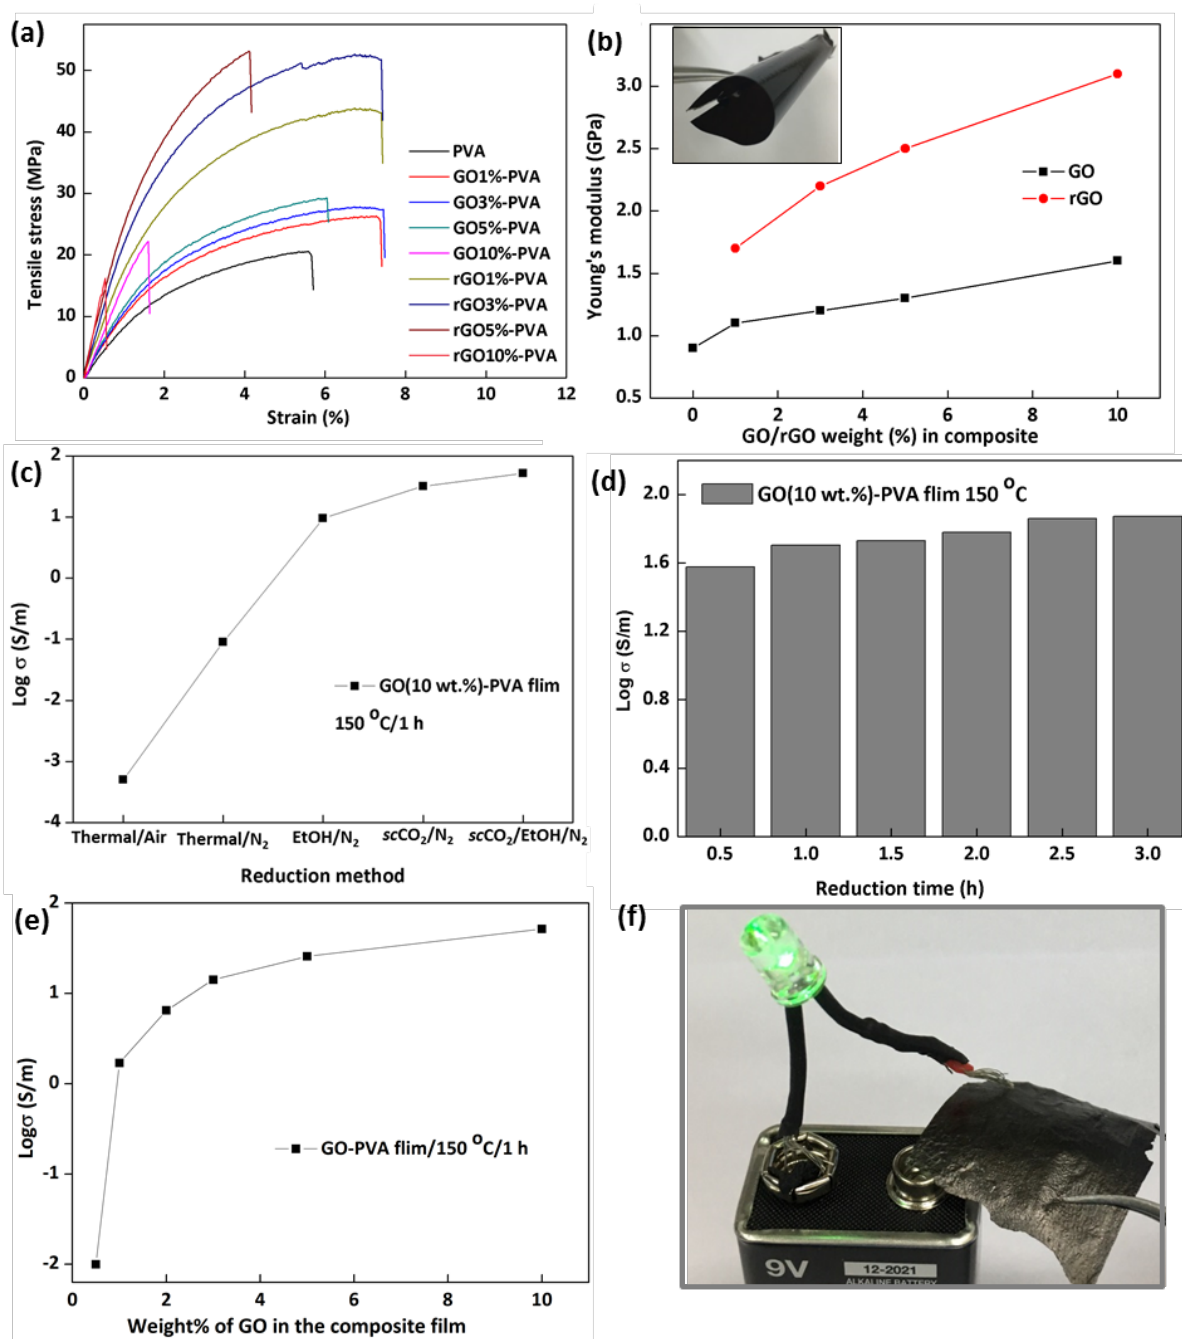 (a)
Tensile stress (MPa)
50
40
30
20
10
0
0 2 4 6 8 10 12
Strain (%)
PVA
GO1%-PVA
GO3%-PVA
GO5%-PVA
GO10%-PVA
rGO1%-PVA
rGO3%-PVA
rGO5%-PVA
rGO10%-PVA
(b)
Young's modulus (GPa)
3.0
2.5
2.0
1.5
1.0
0.5
0 2 4 6 8 10
GO/rGO weight (%) in composite
GO
rGO
(c)
Log σ (S/m)
2
1
0
-1
-2
-3
-4
GO(10 wt.%)-PVA flim
150 °C/1 h
Thermal/Air Thermal/N₂ EtOH/N₂ scCO₂/N₂ scCO₂/EtOH/N₂
Reduction method
(d)
Log σ (S/m)
2.0
1.6
1.2
0.8
0.4
0.0
GO(10 wt.%)-PVA flim 150 °C
0.5 1.0 1.5 2.0 2.5 3.0
Reduction time (h)
(e)
Logσ (S/m)
2
1
0
-1
-2
GO-PVA flim/150 °C/1 h
0 2 4 6 8 10
Weight% of GO in the composite film
(f)
9V
12-2021
ALKALINE BATTERY